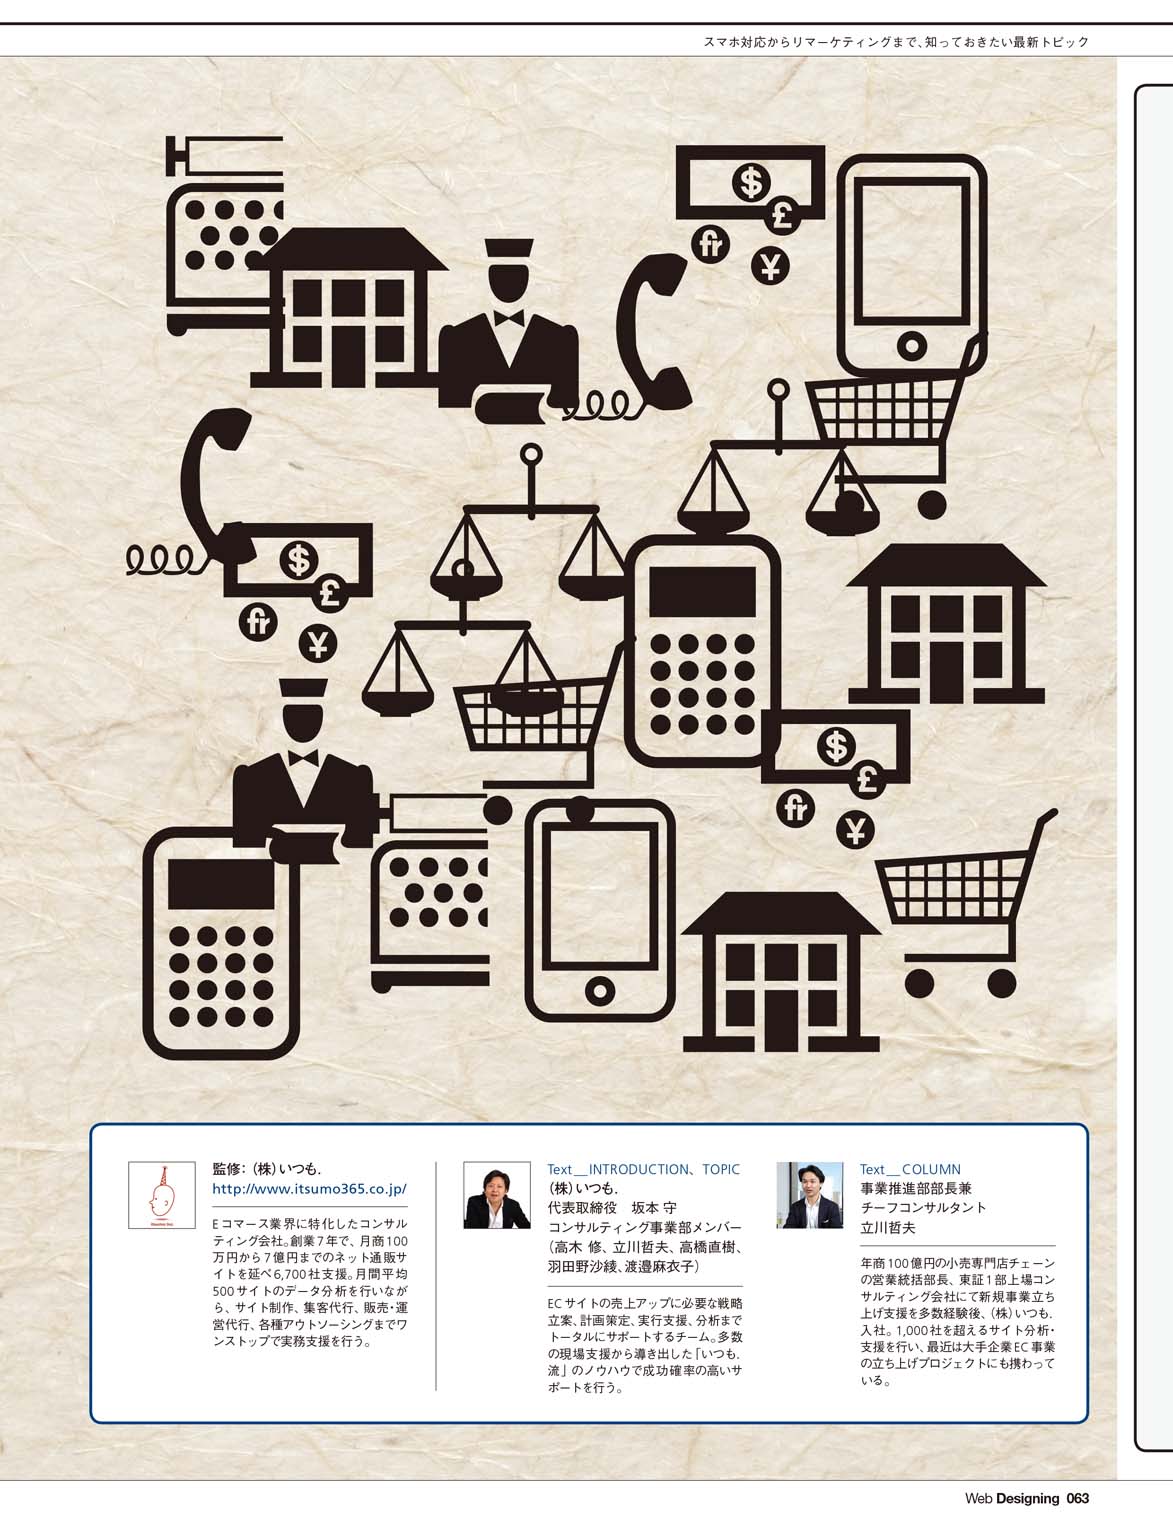 スマホ対応からリマーケティングまで、知っておきたい最新トピック
$
£
fr
¥
$
£
fr
¥
$
£
fr
¥
監修：（株）いつも.
http://www.itsumo365.co.jp/
Eコマース業界に特化したコンサル
ティング会社。創業7年で、月商100
万円から7億円までのネット通販サ
イトを延べ6,700社支援。月間平均
500サイトのデータ分析を行いなが
ら、サイト制作、集客代行、販売・運
営代行、各種アウトソーシングまでワ
ンストップで実務支援を行う。
Text__INTRODUCTION、TOPIC
（株）いつも.
代表取締役　坂本 守
コンサルティング事業部メンバー
（高木 修、立川哲夫、高橋直樹、
羽田野沙綾、渡邉麻衣子）
ECサイトの売上アップに必要な戦略
立案、計画策定、実行支援、分析まで
トータルにサポートするチーム。多数
の現場支援から導き出した「いつも.
流」のノウハウで成功確率の高いサ
ポートを行う。
Text__COLUMN
事業推進部部長兼
チーフコンサルタント
立川哲夫
年商100億円の小売専門店チェーン
の営業統括部長、東証1部上場コン
サルティング会社にて新規事業立ち
上げ支援を多数経験後、（株）いつも.
入社。1,000社を超えるサイト分析・
支援を行い、最近は大手企業EC事業
の立ち上げプロジェクトにも携わって
いる。
Web Designing 063